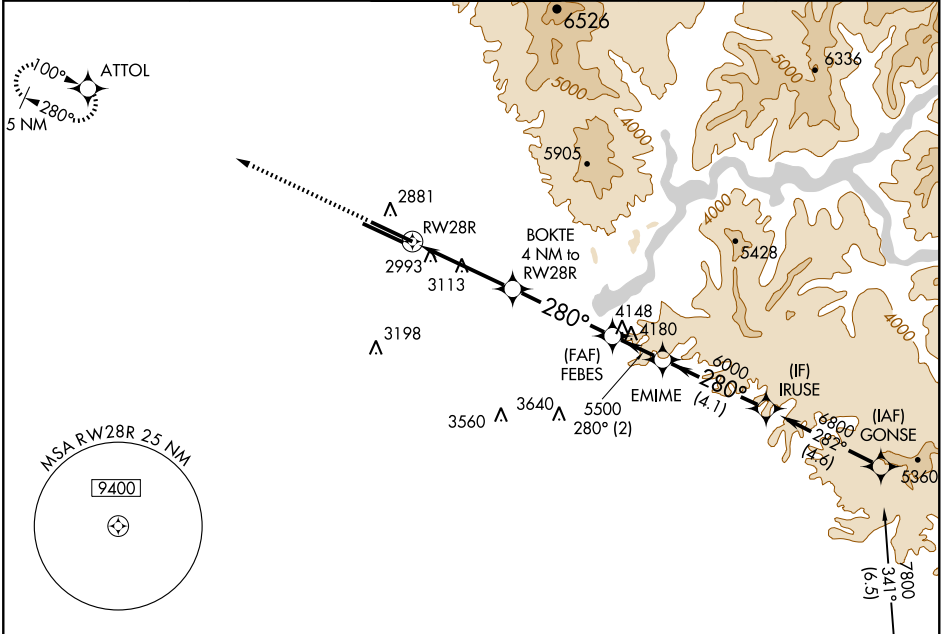 6526
6336
5000
5000
4000
5905
100°
ATTOL
280°
5 NM
2881
RW28R
2993
3113
BOKTE
4 NM to
RW28R
4000
5428
4000
280°
4148
4180
3198
(FAF)
FEBES
EMIME
6000
280°
(4.1)
(IF)
IRUSE
5500
280° (2)
3560
3640
6800
282°
(4.6)
(IAF)
GONSE
5360
MSA RW28R 25 NM
9400
7800
341°
(6.5)